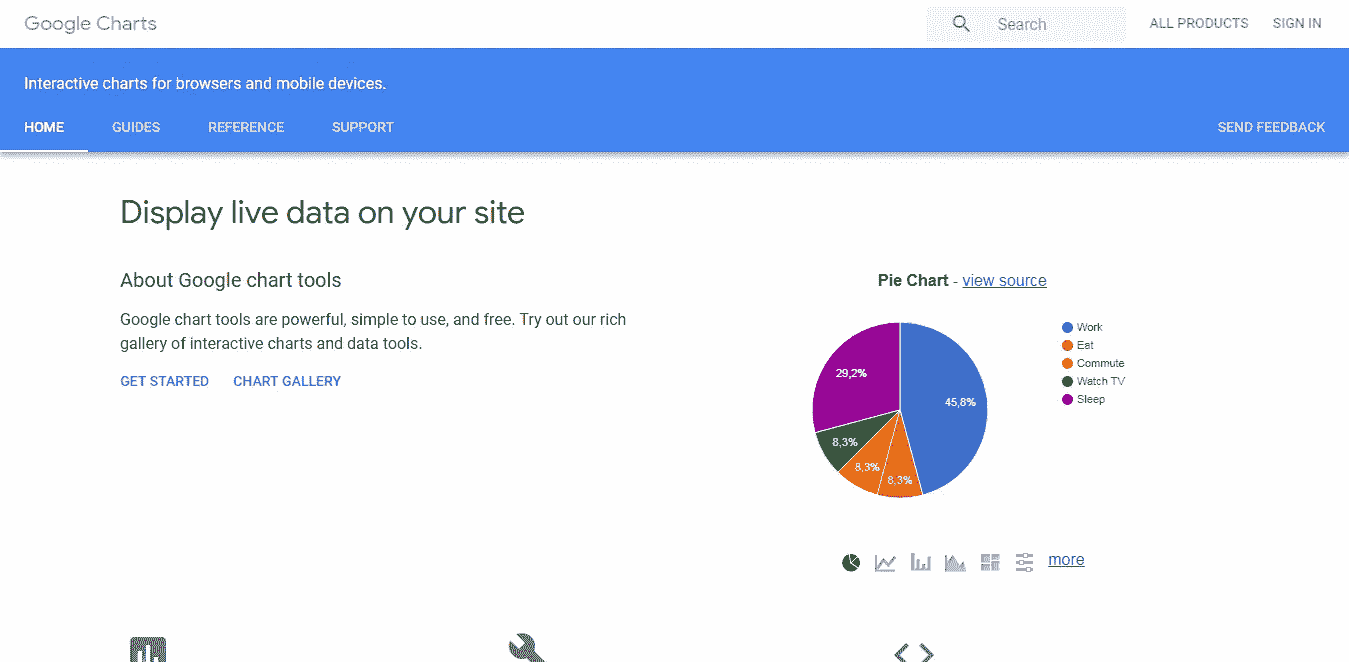 Google Charts
Search
ALL PRODUCTS
SIGN IN
Interactive charts for browsers and mobile devices.
HOME
GUIDES
REFERENCE
SUPPORT
SEND FEEDBACK
Display live data on your site
About Google chart tools
Google chart tools are powerful, simple to use, and free. Try out our rich
gallery of interactive charts and data tools.
GET STARTED
CHART GALLERY
Pie Chart - view source
29,2%
45,8%
8,3%
8,3%
8,3%
Work
Eat
Commute
Watch TV
Sleep
more